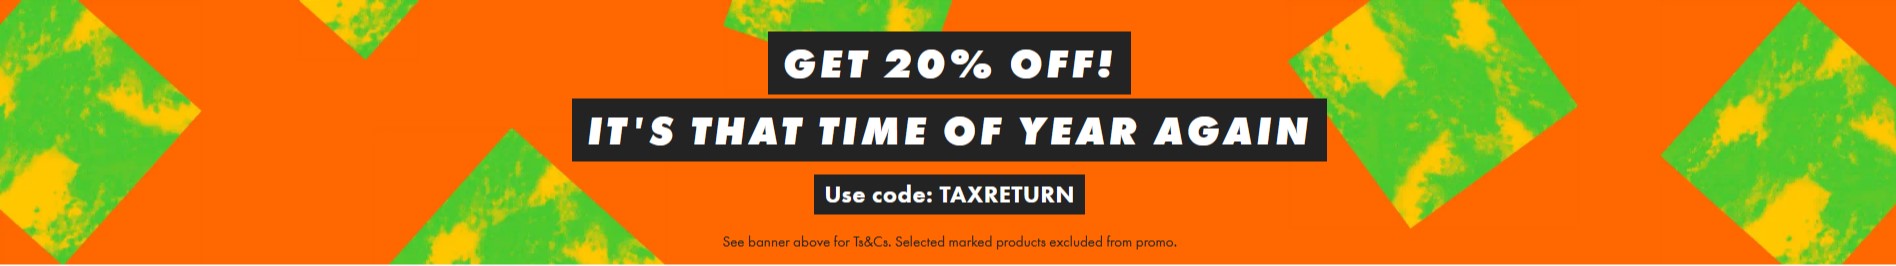 GET 20% OFF!
IT'S THAT TIME OF YEAR AGAIN
Use code: TAXRETURN
See banner above for Ts&Cs. Selected marked products excluded from promo.